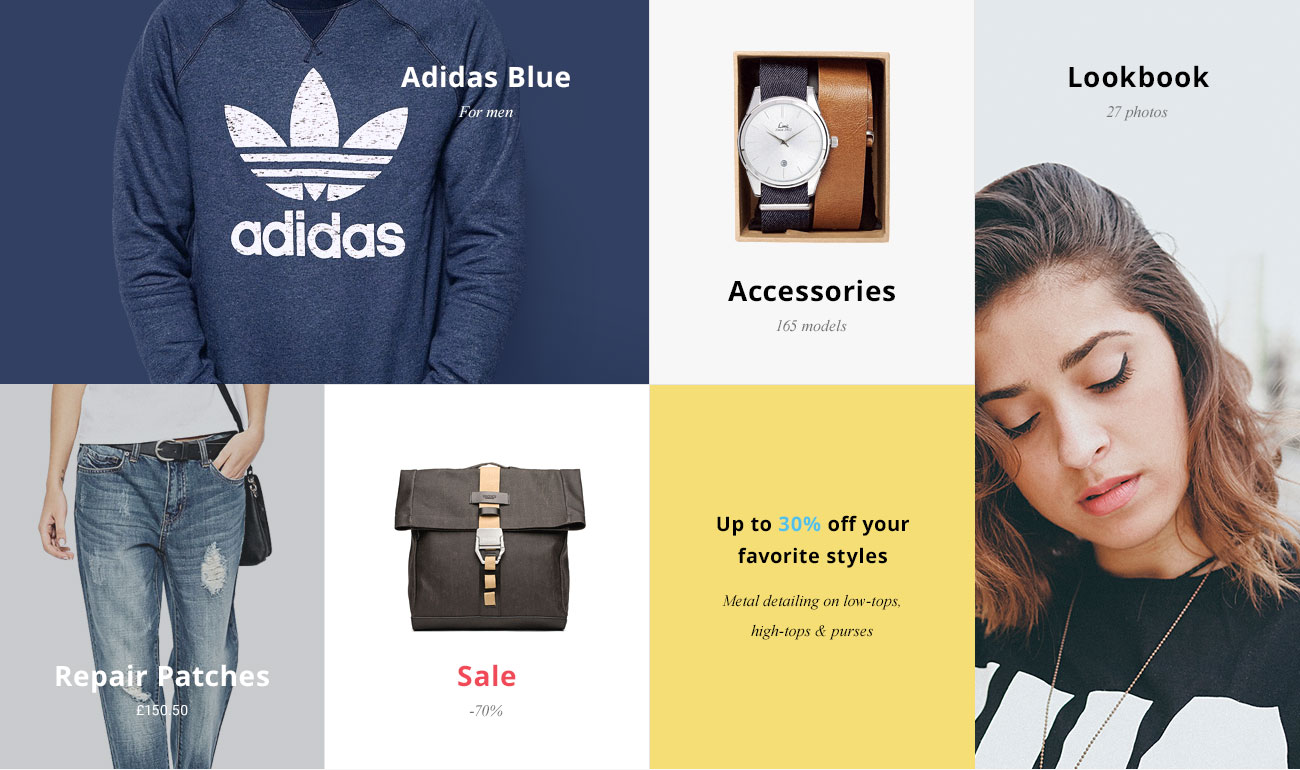 adidas
Adidas Blue
For men
Accessories
165 models
Lookbook
27 photos
Repair Patches
£150.50
Sale
-70%
Up to 30% off your
favorite styles
Metal detailing on low-tops,
high-tops & purses